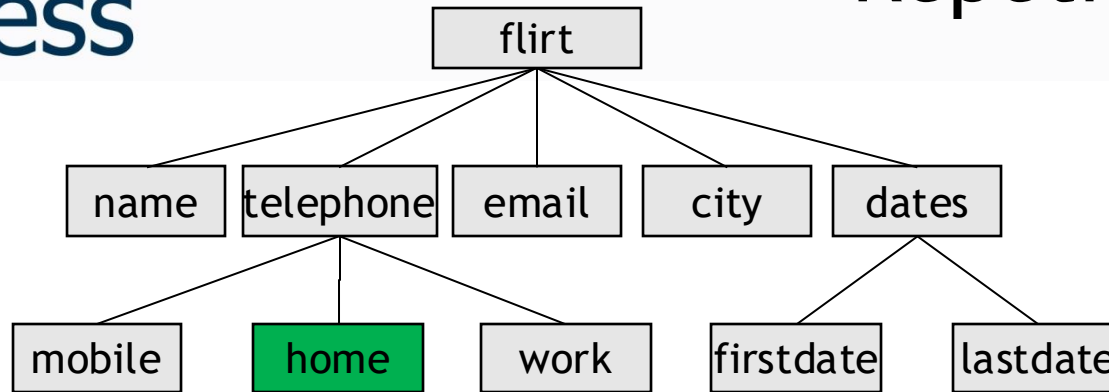 ess
flirt
name telephone email city dates
mobile home work firstdate lastdate